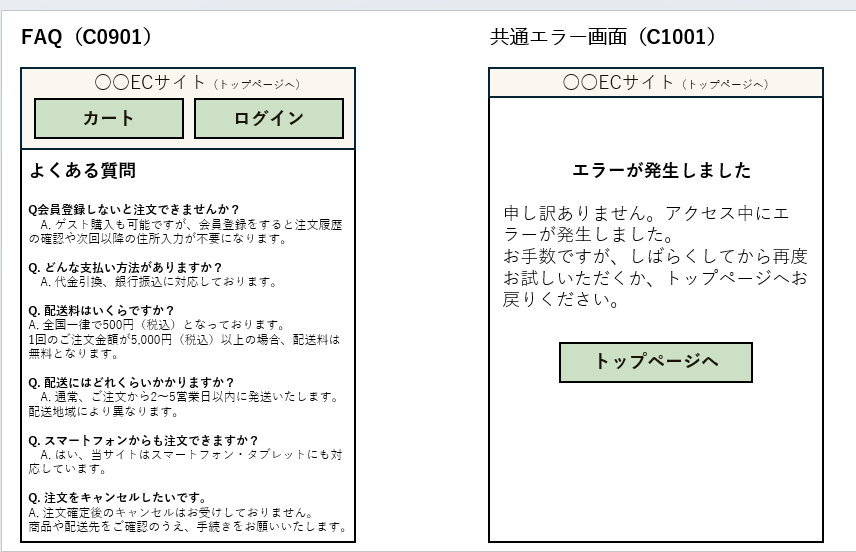 FAQ（C0901）
〇〇ECサイト（トップページへ）
カート
ログイン
よくある質問
Q会員登録しないと注文できませんか？
A. ゲスト購入も可能ですが、会員登録をすると注文履歴
の確認や次回以降の住所入力が不要になります。
Q. どんな支払い方法がありますか？
A. 代金引換、銀行振込に対応しております。
Q. 配送料はいくらですか？
A. 全国一律で500円（税込）となっております。
1回のご注文金額が5,000円（税込）以上の場合、配送料は
無料となります。
Q. 配送にはどれくらいかかりますか？
A. 通常、ご注文から2～5営業日以内に発送いたします。
配送地域により異なります。
Q. スマートフォンからも注文できますか？
A. はい、当サイトはスマートフォン・タブレットにも対
応しています。
Q. 注文をキャンセルしたいです。
A. 注文確定後のキャンセルはお受けしておりません。
商品や配送先をご確認のうえ、手続きをお願いいたします。
共通エラー画面（C1001）
〇〇ECサイト（トップページへ）
エラーが発生しました
申し訳ありません。アクセス中にエ
ラーが発生しました。
お手数ですが、しばらくしてから再度
お試しいただくか、トップページへお
戻りください。
トップページへ